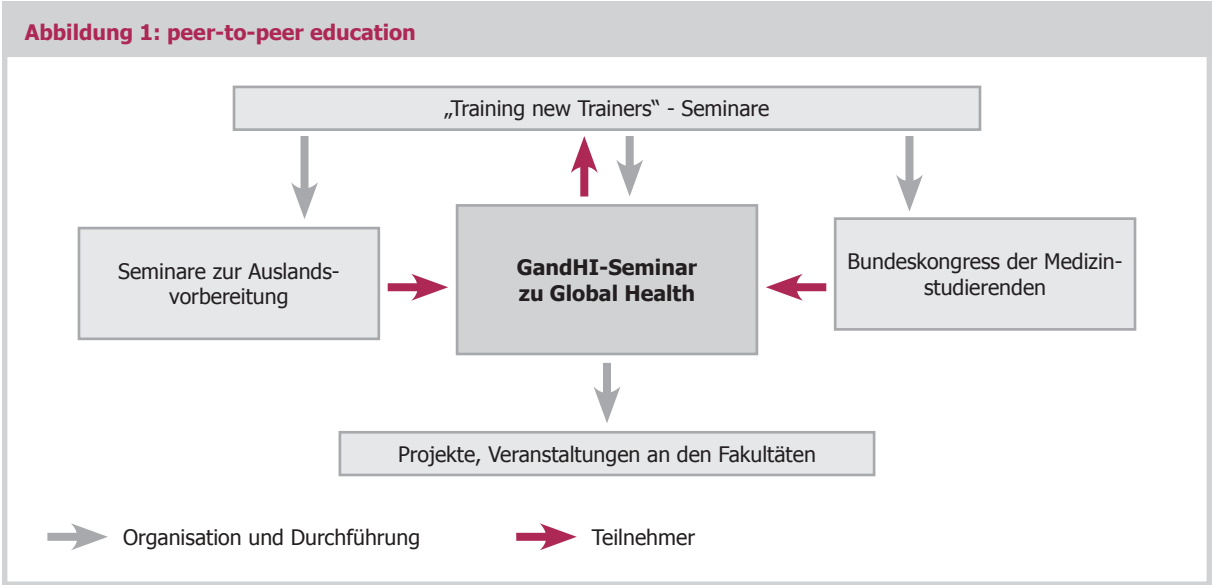 Abbildung 1: peer-to-peer education
„Training new Trainers“ - Seminare
Seminare zur Auslands-
vorbereitung
GandHI-Seminar
zu Global Health
Bundeskongress der Medizin-
studierenden
Projekte, Veranstaltungen an den Fakultäten
Organisation und Durchführung
Teilnehmer